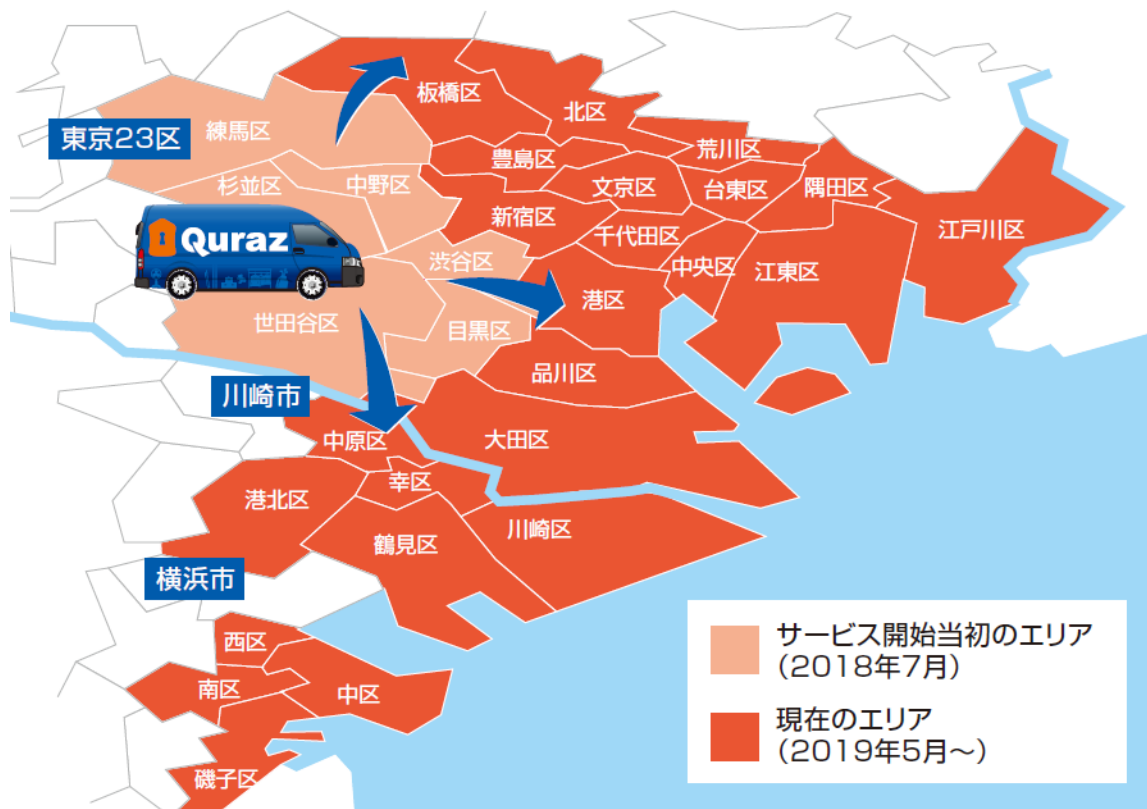 東京23区
練馬区
板橋区
北区
杉並区
中野区
豊島区
荒川区
文京区
台東区
隅田区
江戸川区
新宿区
千代田区
Quraz
渋谷区
中央区
江東区
港区
世田谷区
目黒区
品川区
川崎市
中原区
大田区
幸区
港北区
川崎区
鶴見区
横浜市
西区
南区
中区
磯子区
サービス開始当初のエリア
(2018年7月)
現在のエリア
(2019年5月〜)